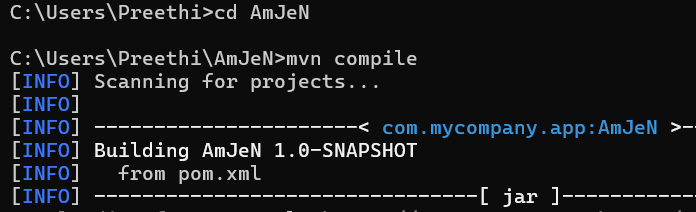 C:\Users\Preethi>cd AmJeN
C:\Users\Preethi\AmJeN>mvn compile
[INFO] Scanning for projects...
[INFO]
[INFO] ----------------------< com.mycompany.app:AmJeN >--
[INFO] Building AmJeN 1.0-SNAPSHOT
[INFO]   from pom.xml
[INFO] --------------------------------[ jar ]-----------